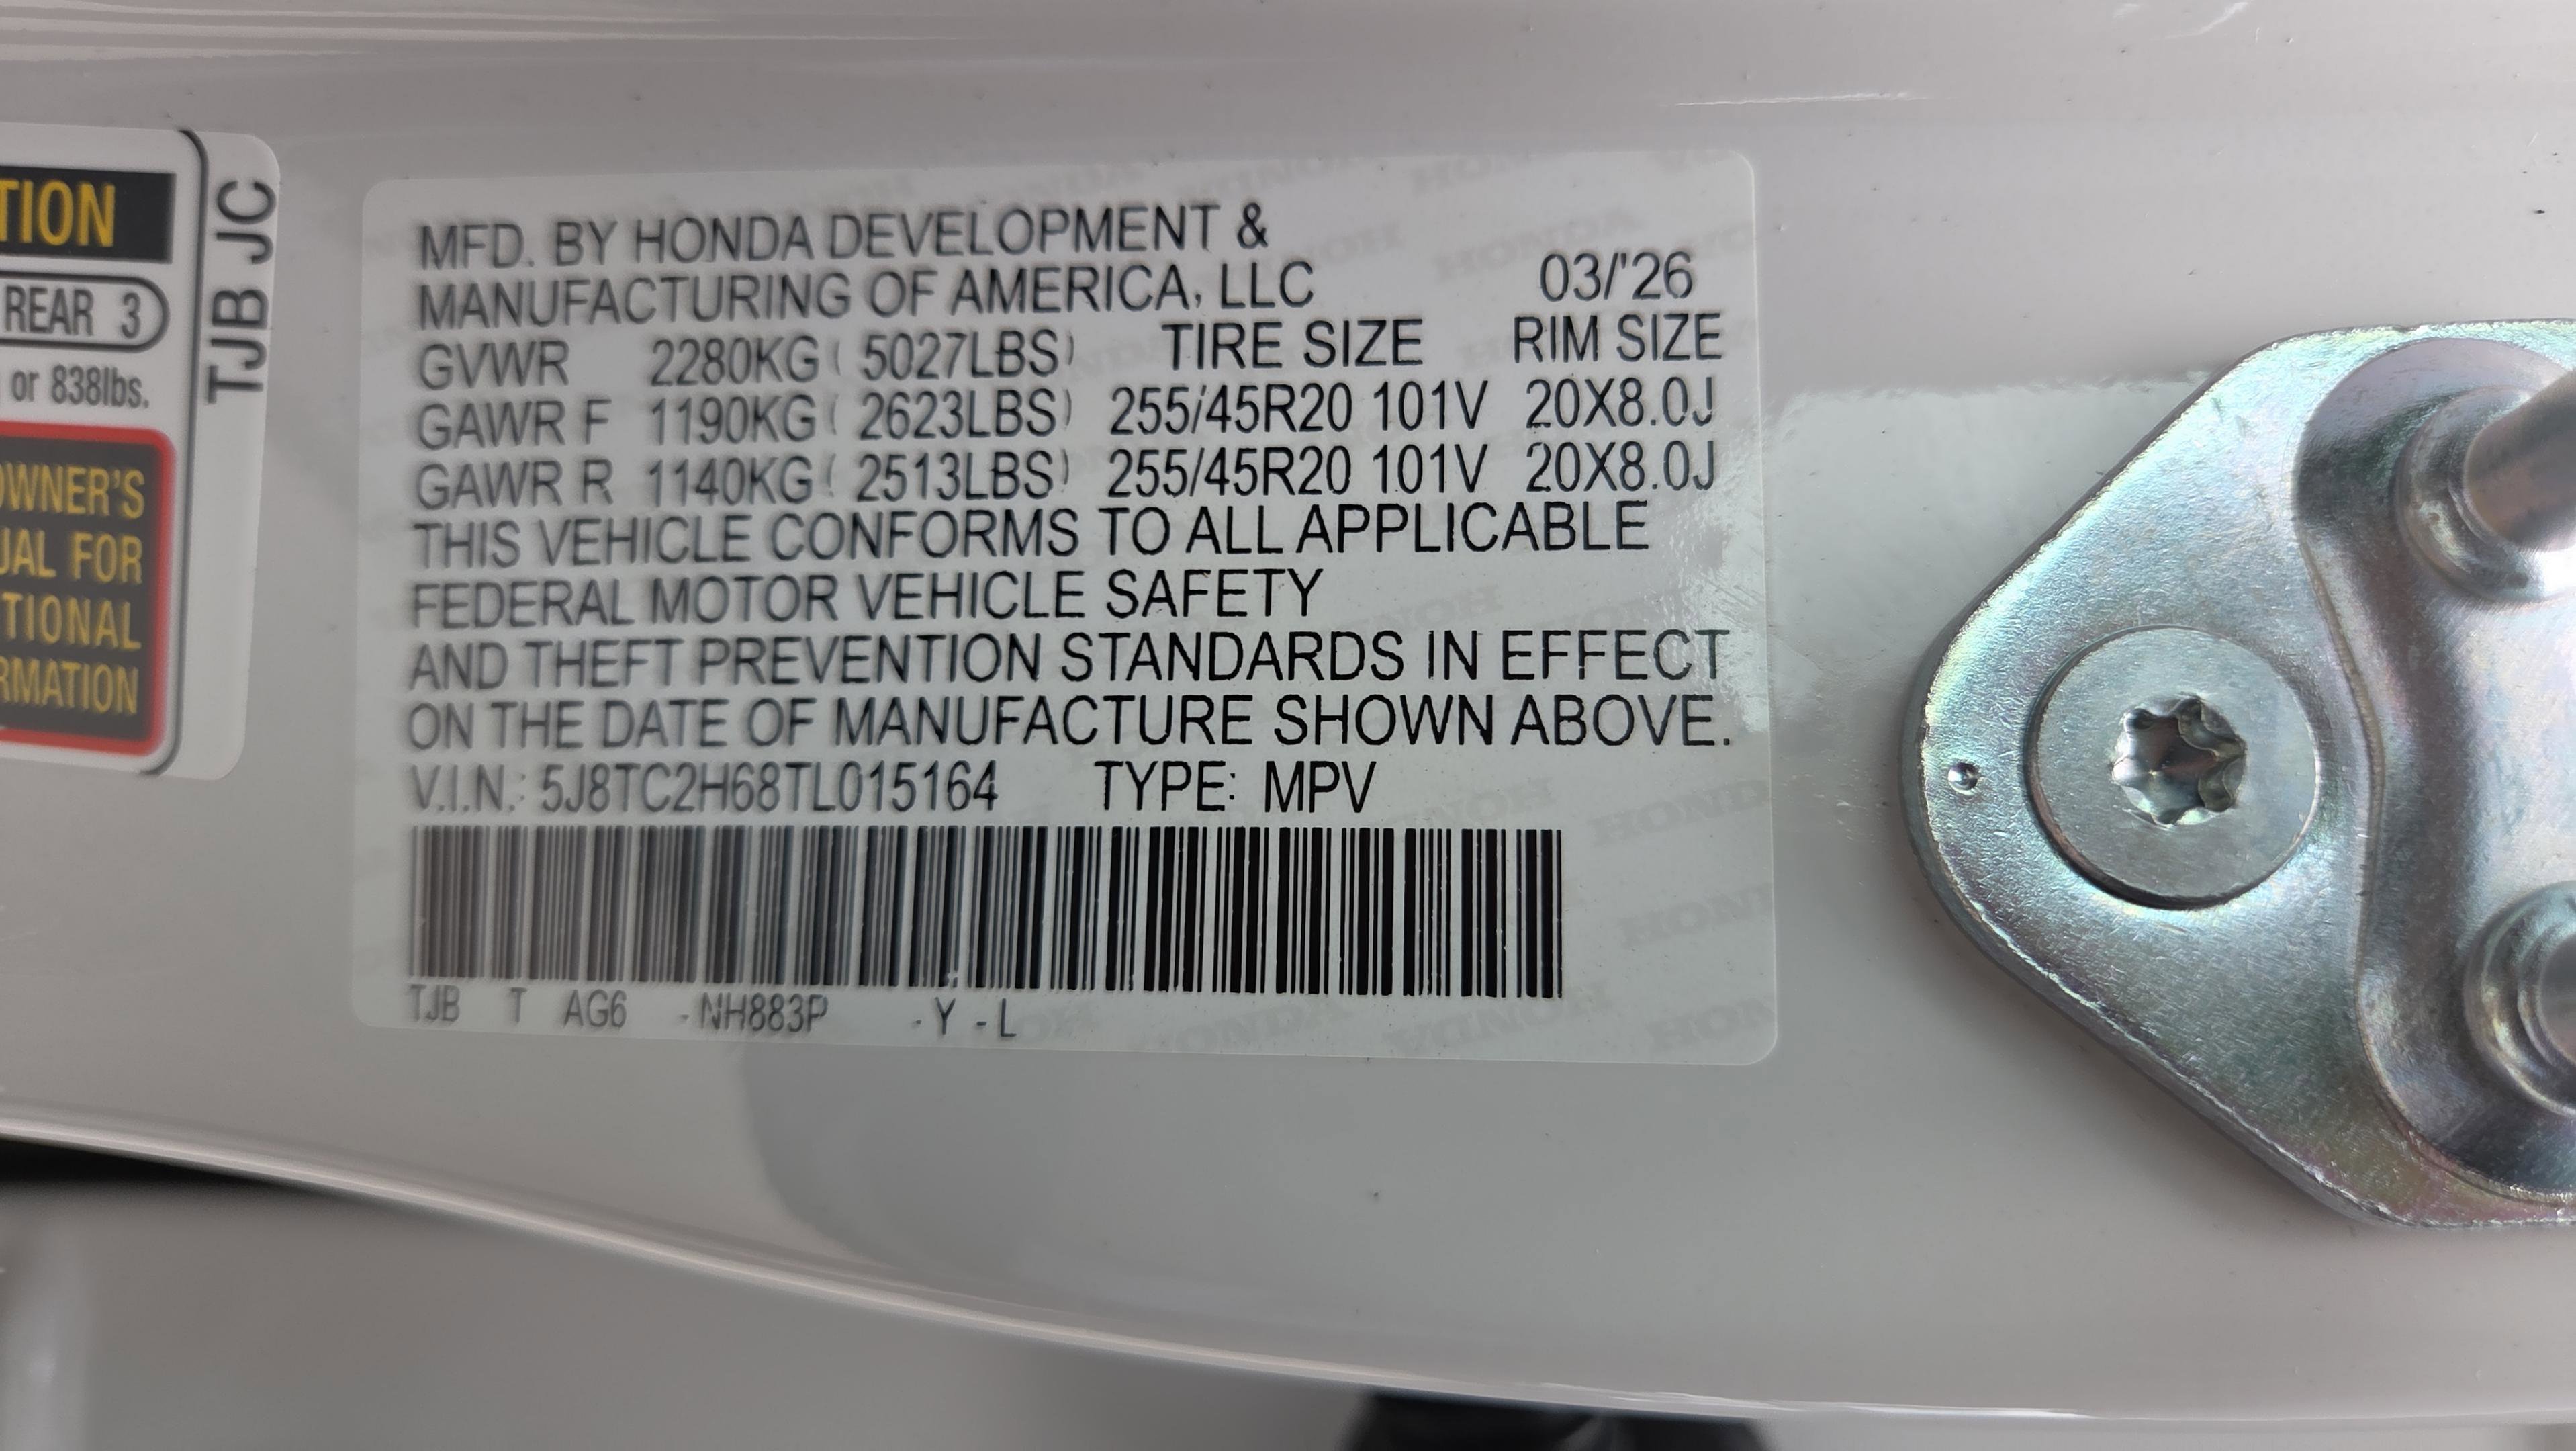 TION
REAR 3
or 838lbs.
OWNER'S
UAL FOR
TIONAL
RMATION
TJB JC
MFD. BY HONDA DEVELOPMENT &
MANUFACTURING OF AMERICA, LLC 03/'26
GVWR 2280KG ( 5027LBS) TIRE SIZE RIM SIZE
GAWR F 1190KG ( 2623LBS) 255/45R20 101V 20X8.0J
GAWR R 1140KG ( 2513LBS) 255/45R20 101V 20X8.0J
THIS VEHICLE CONFORMS TO ALL APPLICABLE
FEDERAL MOTOR VEHICLE SAFETY
AND THEFT PREVENTION STANDARDS IN EFFECT
ON THE DATE OF MANUFACTURE SHOWN ABOVE.
V.I.N.: 5J8TC2H68TL015164 TYPE: MPV
TJB T AG6 -NH883P -Y -L